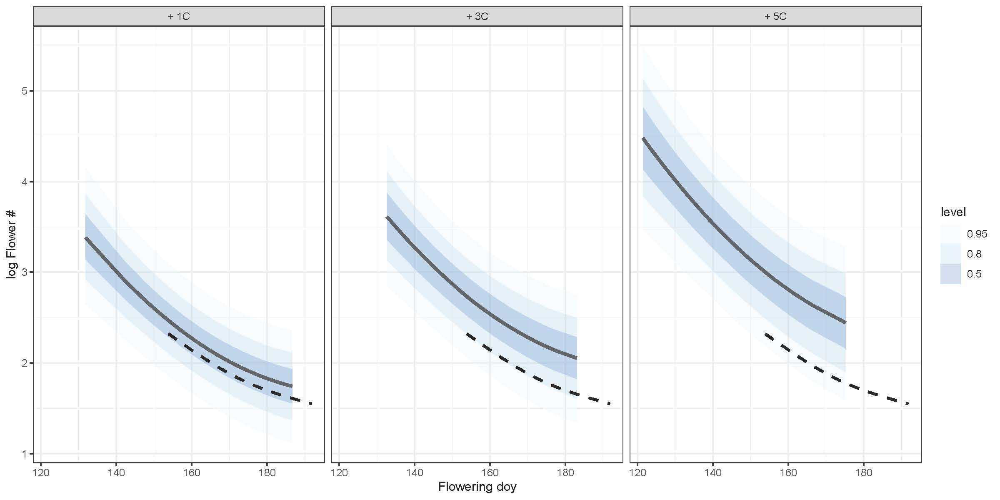 + 1C
+ 3C
+ 5C
log Flower #
5
4
3
2
1
120 140 160 180
120 140 160 180
120 140 160 180
Flowering doy
level
0.95
0.8
0.5